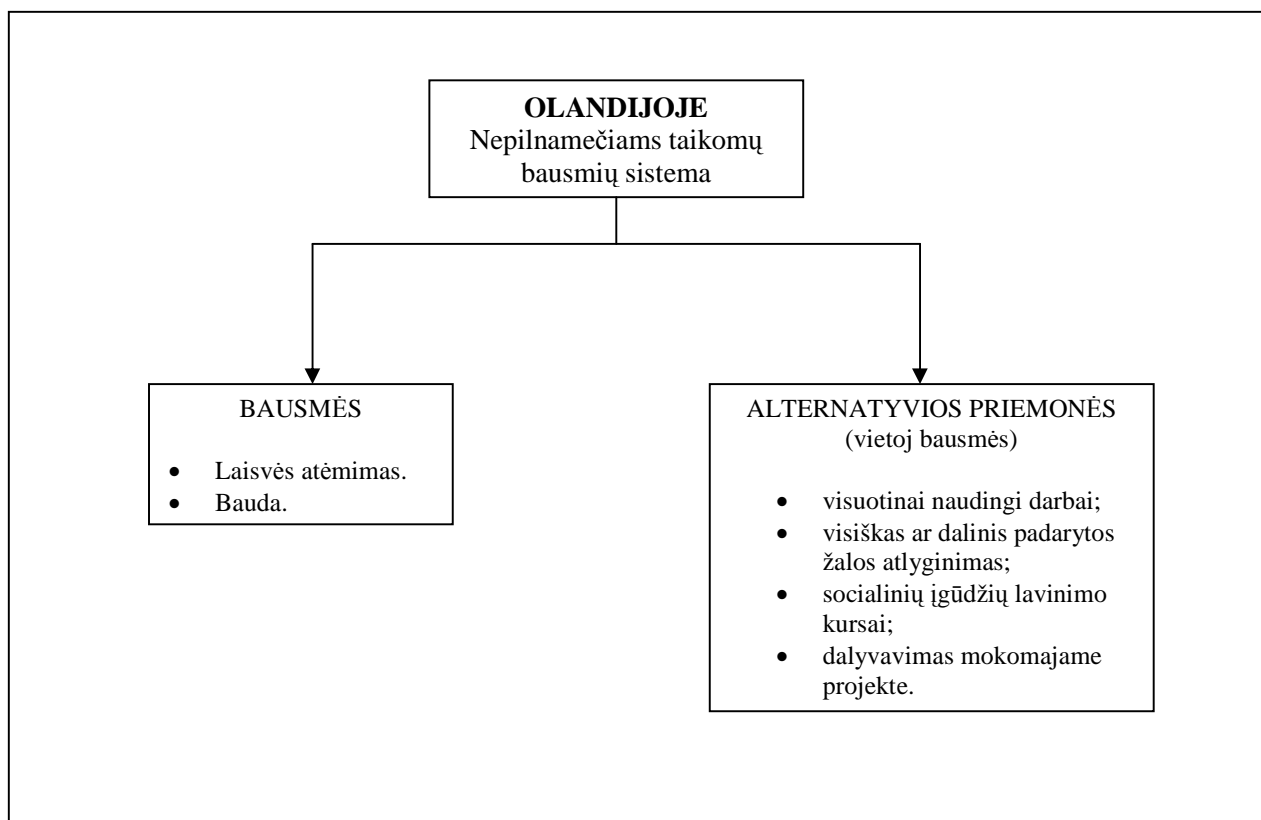 OLANDIJOJE
Nepilnamečiams taikomų
bausmių sistema
BAUSMĖS
• Laisvės atėmimas.
• Bauda.
ALTERNATYVIOS PRIEMONĖS
(vietoj bausmės)
• visuotinai naudingi darbai;
• visiškas ar dalinis padarytos
žalos atlyginimas;
• socialinių įgūdžių lavinimo
kursai;
• dalyvavimas mokomajame
projekte.